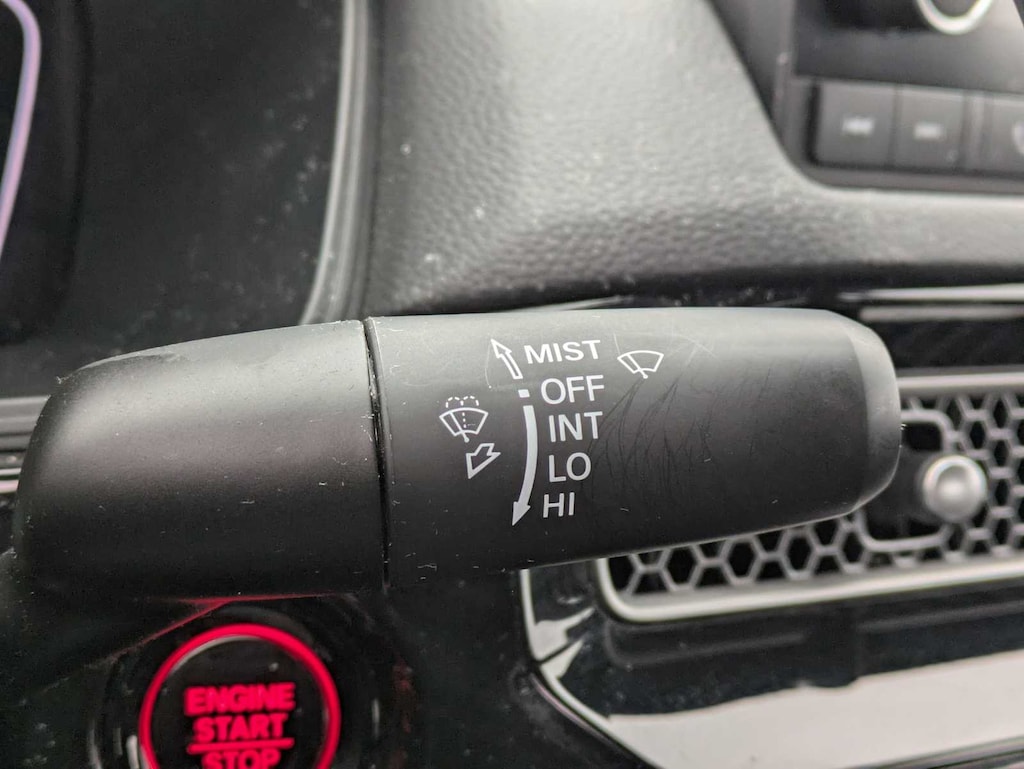 MIST
OFF
INT
LO
HI
ENGINE
START
STOP